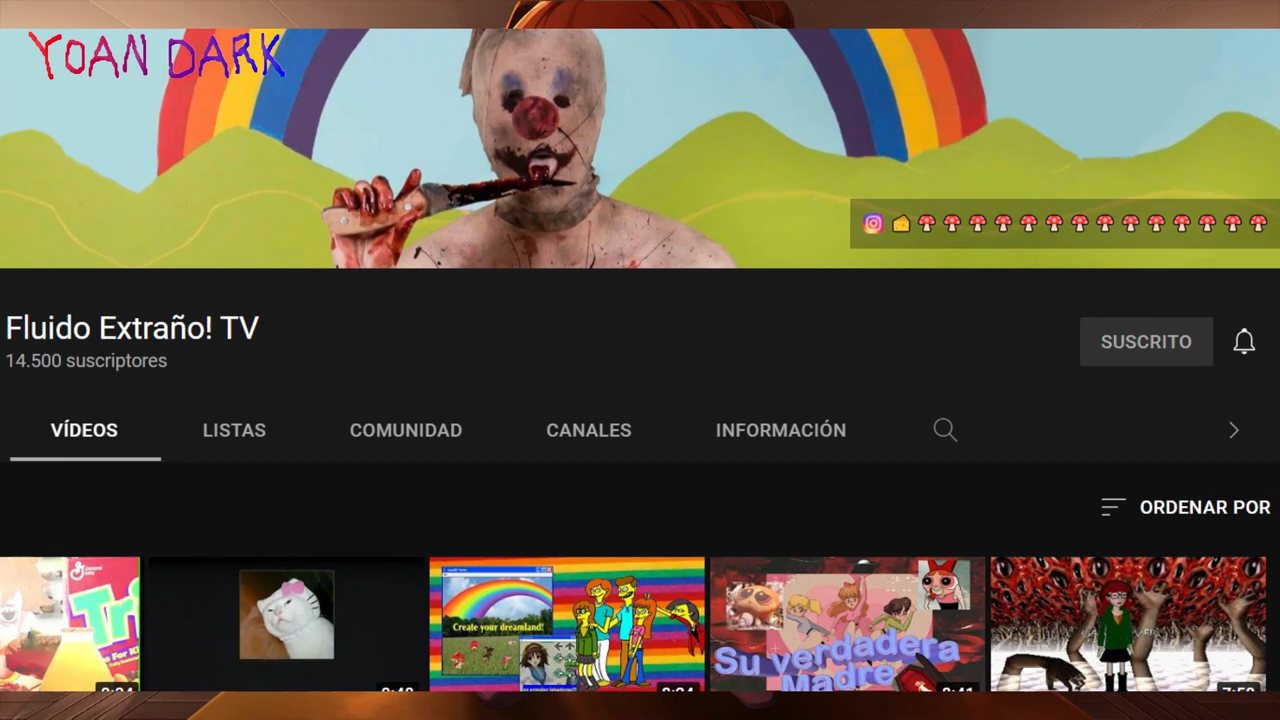 YOAN DARK
Fluido Extraño! TV
14.500 suscriptores
SUSCRITO
VÍDEOS
LISTAS
COMUNIDAD
CANALES
INFORMACIÓN
ORDENAR POR
Tri
Create your dreamland!
Su verdadera
Madre